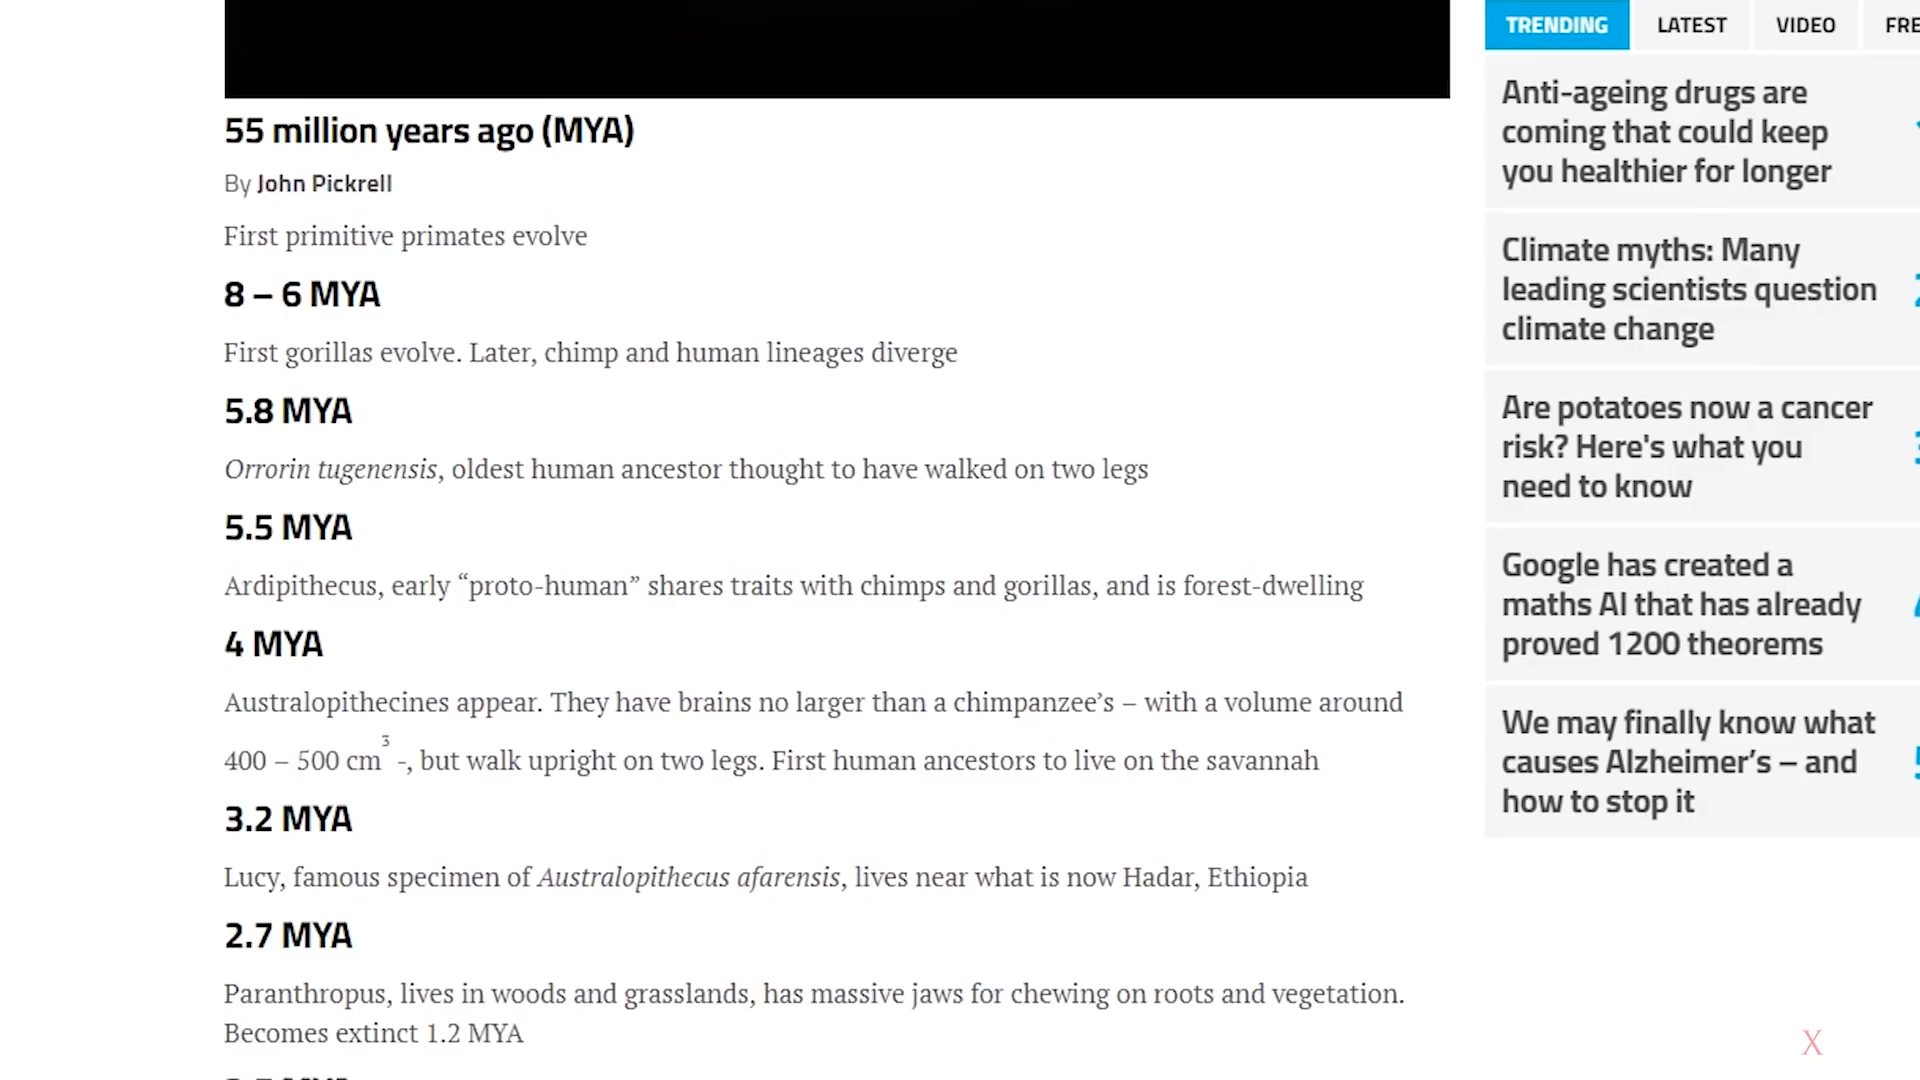 55 million years ago (MYA)
By John Pickrell
First primitive primates evolve
8 – 6 MYA
First gorillas evolve. Later, chimp and human lineages diverge
5.8 MYA
Orrorin tugenensis, oldest human ancestor thought to have walked on two legs
5.5 MYA
Ardipithecus, early “proto-human” shares traits with chimps and gorillas, and is forest-dwelling
4 MYA
Australopithecines appear. They have brains no larger than a chimpanzee’s – with a volume around
400 – 500 cm³ -, but walk upright on two legs. First human ancestors to live on the savannah
3.2 MYA
Lucy, famous specimen of Australopithecus afarensis, lives near what is now Hadar, Ethiopia
2.7 MYA
Paranthropus, lives in woods and grasslands, has massive jaws for chewing on roots and vegetation.
Becomes extinct 1.2 MYA
TRENDING LATEST VIDEO FRE
Anti-ageing drugs are
coming that could keep
you healthier for longer
Climate myths: Many
leading scientists question
climate change
Are potatoes now a cancer
risk? Here's what you
need to know
Google has created a
maths AI that has already
proved 1200 theorems
We may finally know what
causes Alzheimer’s – and
how to stop it
X